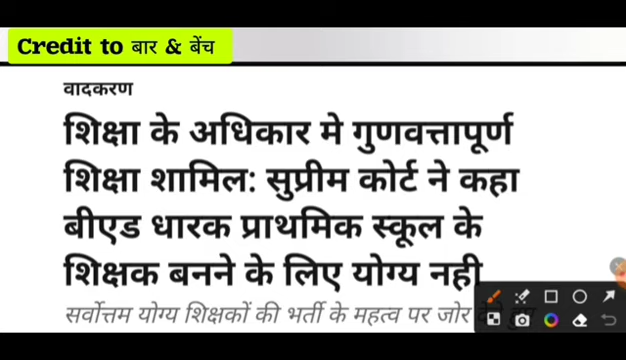 Credit to बार & बेंच
वादकरण
शिक्षा के अधिकार मे गुणवत्तापूर्ण
शिक्षा शामिल: सुप्रीम कोर्ट ने कहा
बीएड धारक प्राथमिक स्कूल के
शिक्षक बनने के लिए योग्य नही
सर्वोत्तम योग्य शिक्षकों की भर्ती के महत्व पर जोर